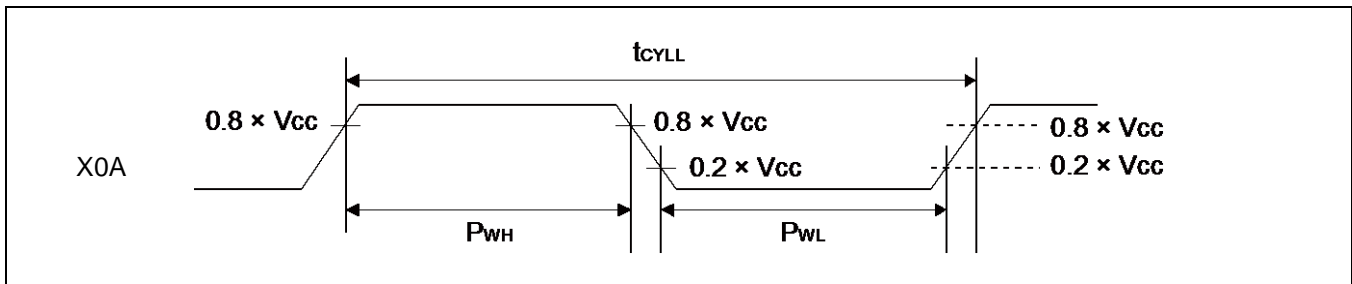 tCYLL
0.8 × Vcc 0.8 × Vcc 0.8 × Vcc
X0A 0.2 × Vcc 0.2 × Vcc
PWH PWL